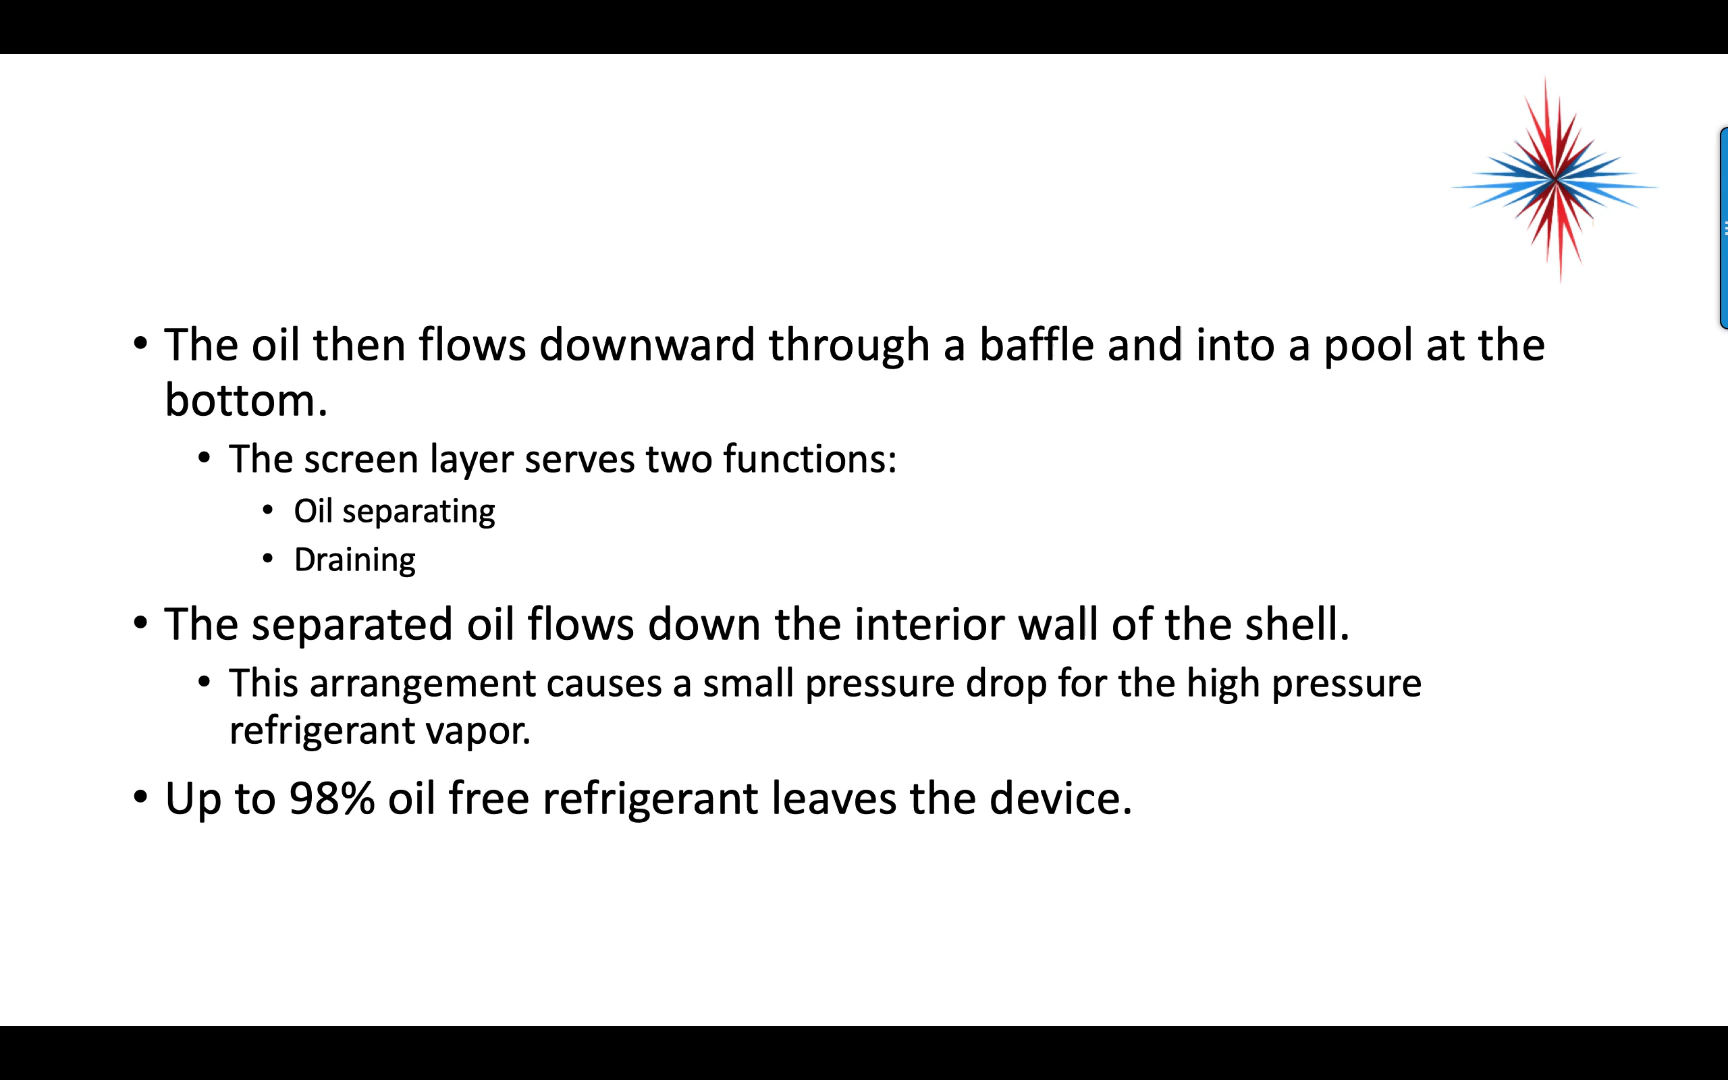 • The oil then flows downward through a baffle and into a pool at the
bottom.
• The screen layer serves two functions:
• Oil separating
• Draining
• The separated oil flows down the interior wall of the shell.
• This arrangement causes a small pressure drop for the high pressure
refrigerant vapor.
• Up to 98% oil free refrigerant leaves the device.